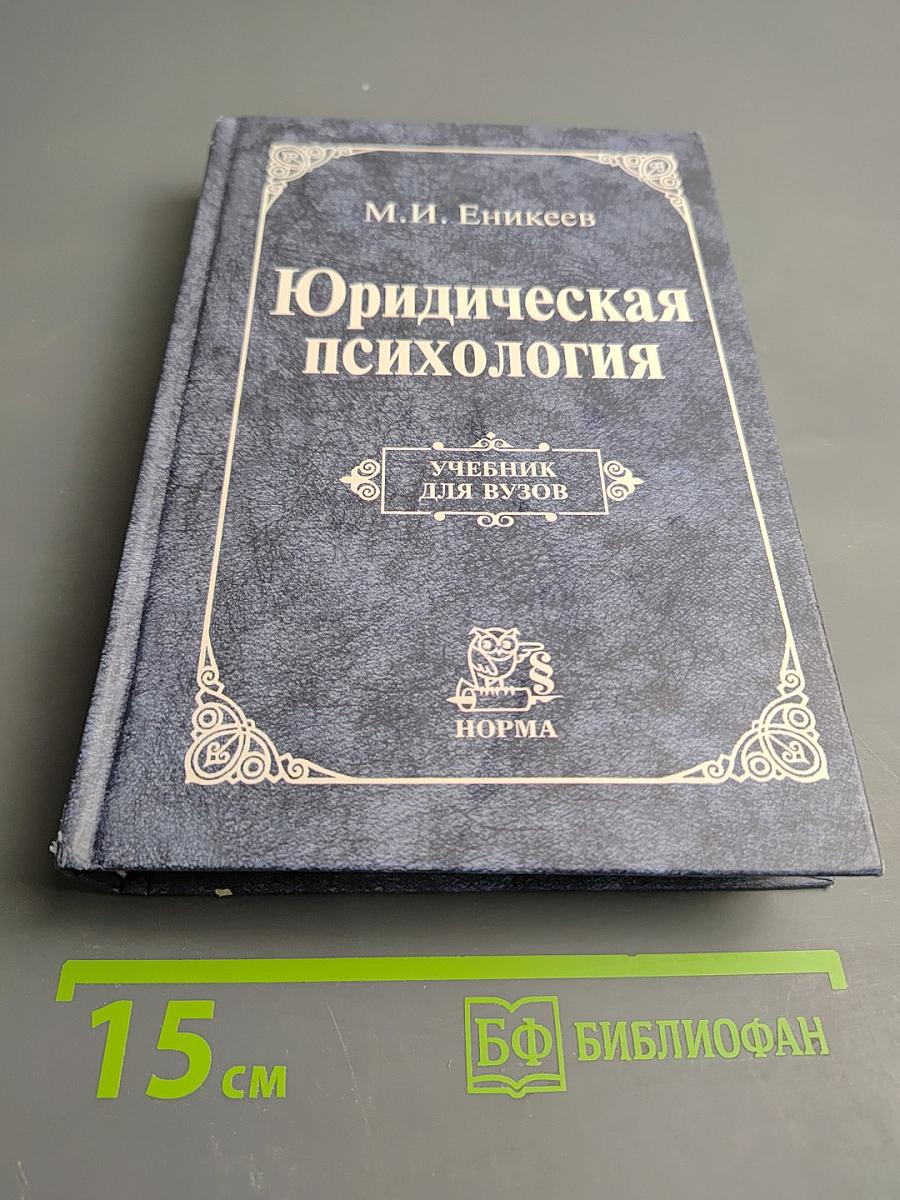 М.И. Еникеев
Юридическая
психология
УЧЕБНИК
ДЛЯ ВУЗОВ
§
НОРМА
15 см
БФ БИБЛИОФАН